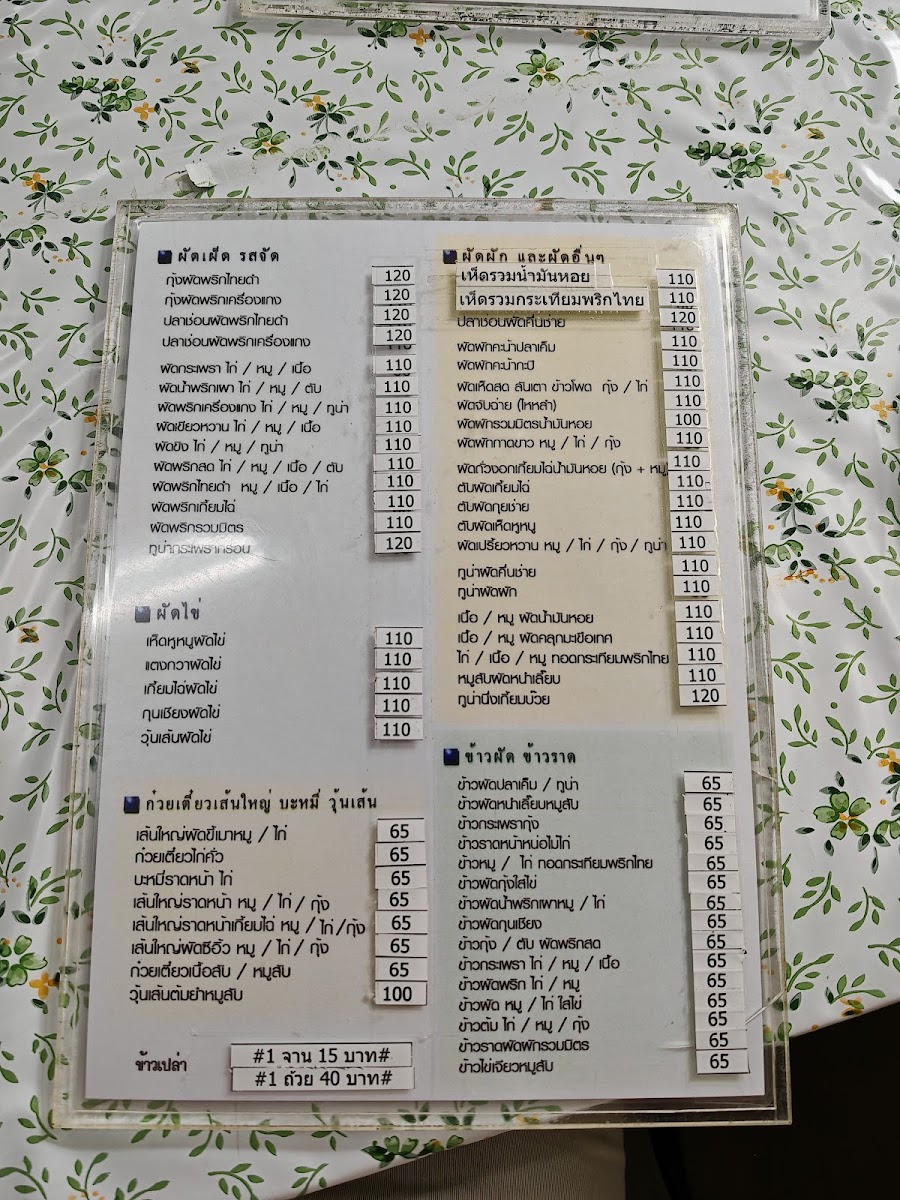 ผัดเผ็ด รสจัด
กุ้งผัดพริกไทยดำ 120
กุ้งผัดพริกเครื่องแกง 120
ปลาช่อนผัดพริกไทยดำ 120
ปลาช่อนผัดพริกเครื่องแกง 120
ผัดกระเพรา ไก่ / หมู / เนื้อ 110
ผัดน้ำพริกเผา ไก่ / หมู / ตับ 110
ผัดพริกเครื่องแกง ไก่ / หมู / ทูน่า 110
ผัดเขียวหวาน ไก่ / หมู / เนื้อ 110
ผัดขิง ไก่ / หมู / ทูน่า 110
ผัดพริกสด ไก่ / หมู / เนื้อ / ตับ 110
ผัดพริกไทยดำ หมู / เนื้อ / ไก่ 110
ผัดพริกเกี้ยมไฉ่ 110
ผัดพริกรวมมิตร 110
ทูน่ากระเพรากรอบ 120
ผัดไข่
เห็ดหูหนูผัดไข่ 110
แตงกวาผัดไข่ 110
เกี้ยมไฉ่ผัดไข่ 110
กุนเชียงผัดไข่ 110
วุ้นเส้นผัดไข่ 110
ก๋วยเตี๋ยวเส้นใหญ่ บะหมี่ วุ้นเส้น
เส้นใหญ่ผัดขี้เมาหมู / ไก่ 65
ก๋วยเตี๋ยวไก่คั่ว 65
บะหมี่ราดหน้า ไก่ 65
เส้นใหญ่ราดหน้า หมู / ไก่ / กุ้ง 65
เส้นใหญ่ราดหน้าเกี้ยมไฉ่ หมู / ไก่/กุ้ง 65
เส้นใหญ่ผัดซีอิ๊ว หมู / ไก่ / กุ้ง 65
ก๋วยเตี๋ยวเนื้อสับ / หมูสับ 65
วุ้นเส้นต้มยำหมูสับ 100
ข้าวเปล่า #1 จาน 15 บาท#
#1 ถ้วย 40 บาท#
ผัดผัก และผัดอื่นๆ
เห็ดรวมน้ำมันหอย 110
เห็ดรวมกระเทียมพริกไทย 110
ปลาช่อนผัดคื่นช่าย 120
ผัดผักคะน้าปลาเค็ม 110
ผัดผักคะน้ากะปิ 110
ผัดเห็ดสด ลันเตา ข้าวโพด กุ้ง / ไก่ 110
ผัดจับฉ่าย (ไหหลำ) 110
ผัดผักรวมมิตรน้ำมันหอย 100
ผัดผักกาดขาว หมู / ไก่ / กุ้ง 110
ผัดถั่วงอกเกี้ยมไฉ่น้ำมันหอย (กุ้ง + หมู 110
ตับผัดเกี้ยมไฉ่ 110
ตับผัดกุยช่าย 110
ตับผัดเห็ดหูหนู 110
ผัดเปรี้ยวหวาน หมู / ไก่ / กุ้ง / ทูน่า 110
ทูน่าผัดคื่นช่าย 110
ทูน่าผัดผัก 110
เนื้อ / หมู ผัดน้ำมันหอย 110
เนื้อ / หมู ผัดคลุกมะเขือเทศ 110
ไก่ / เนื้อ / หมู ทอดกระเทียมพริกไทย 110
หมูสับผัดหนำเลี๊ยบ 110
ทูน่านึ่งเกี้ยมบ๊วย 120
ข้าวผัด ข้าวราด
ข้าวผัดปลาเค็ม / ทูน่า 65
ข้าวผัดหนำเลี๊ยบหมูสับ 65
ข้าวกระเพรากุ้ง 65
ข้าวราดหน้าหน่อไม้ไก่ 65
ข้าวหมู / ไก่ ทอดกระเทียมพริกไทย 65
ข้าวผัดกุ้งใส่ไข่ 65
ข้าวผัดน้ำพริกเผาหมู / ไก่ 65
ข้าวผัดกุนเชียง 65
ข้าวกุ้ง / ตับ ผัดพริกสด 65
ข้าวกระเพรา ไก่ / หมู / เนื้อ 65
ข้าวผัดพริก ไก่ / หมู 65
ข้าวผัด หมู / ไก่ ใส่ไข่ 65
ข้าวต้ม ไก่ / หมู / กุ้ง 65
ข้าวราดผัดผักรวมมิตร 65
ข้าวไข่เจียวหมูสับ 65